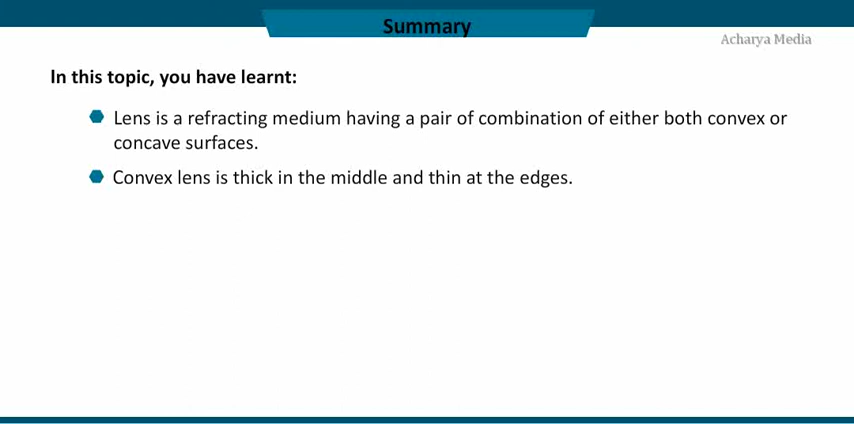 Summary
Acharya Media
In this topic, you have learnt:
Lens is a refracting medium having a pair of combination of either both convex or
concave surfaces.
Convex lens is thick in the middle and thin at the edges.